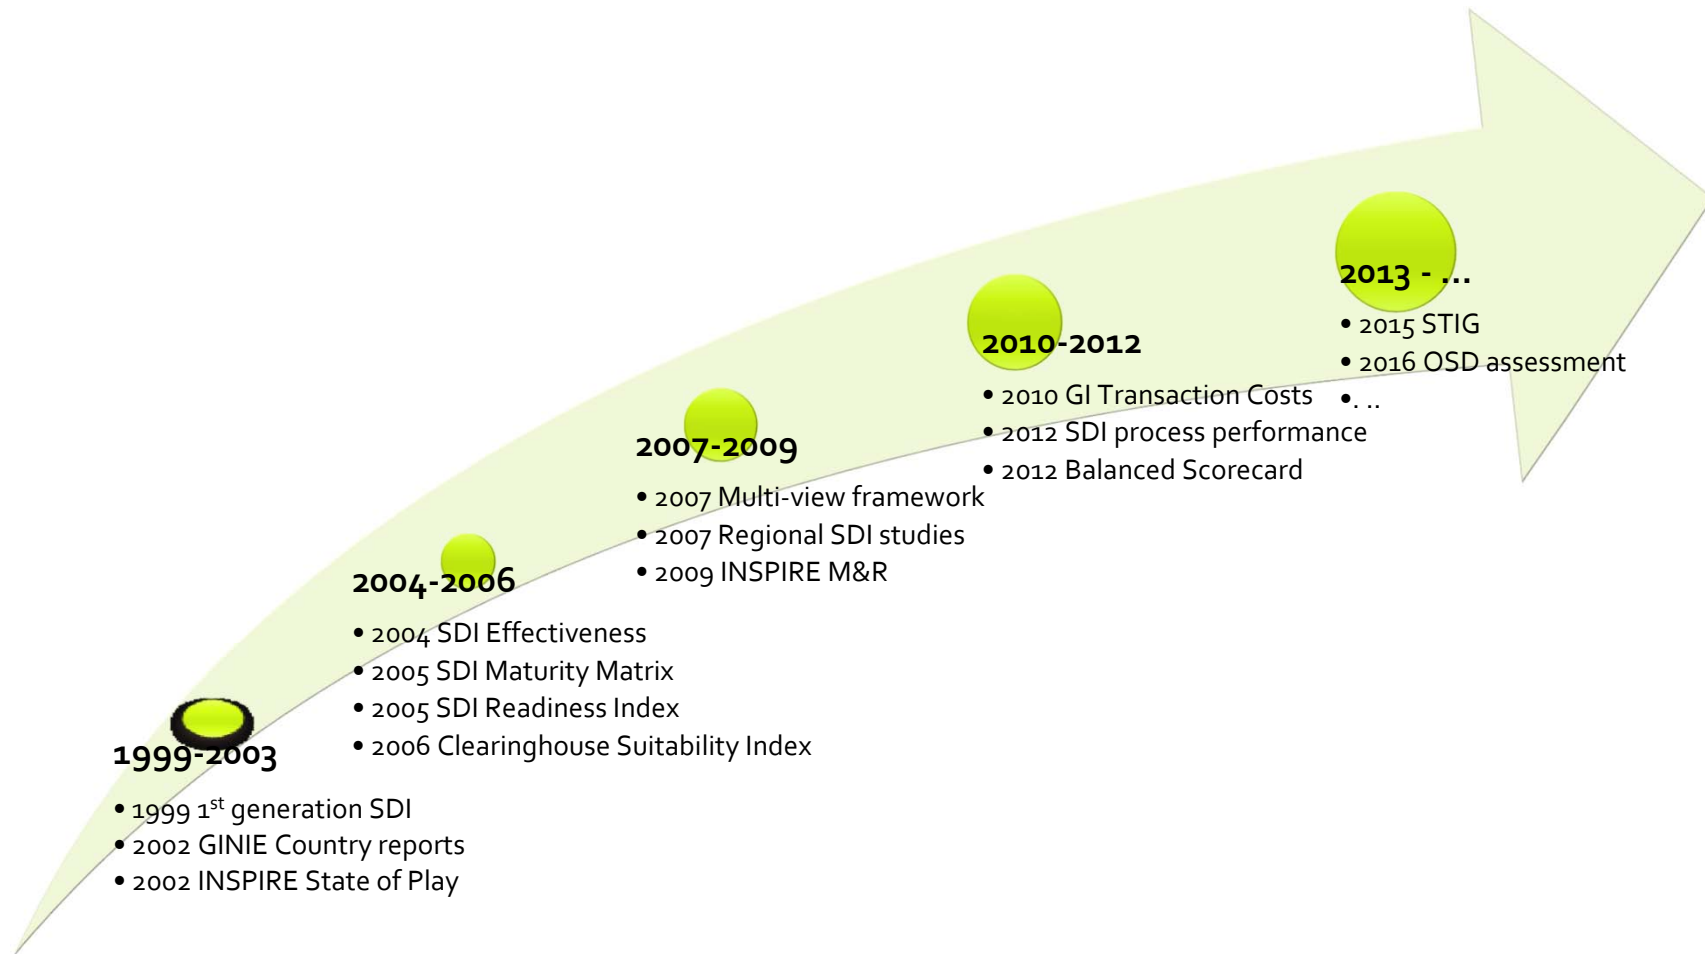 1999-2003
• 1999 1st generation SDI
• 2002 GINIE Country reports
• 2002 INSPIRE State of Play
2004-2006
• 2004 SDI Effectiveness
• 2005 SDI Maturity Matrix
• 2005 SDI Readiness Index
• 2006 Clearinghouse Suitability Index
2007-2009
• 2007 Multi-view framework
• 2007 Regional SDI studies
• 2009 INSPIRE M&R
2010-2012
• 2010 GI Transaction Costs
• 2012 SDI process performance
• 2012 Balanced Scorecard
2013 - ...
• 2015 STIG
• 2016 OSD assessment
•. ..